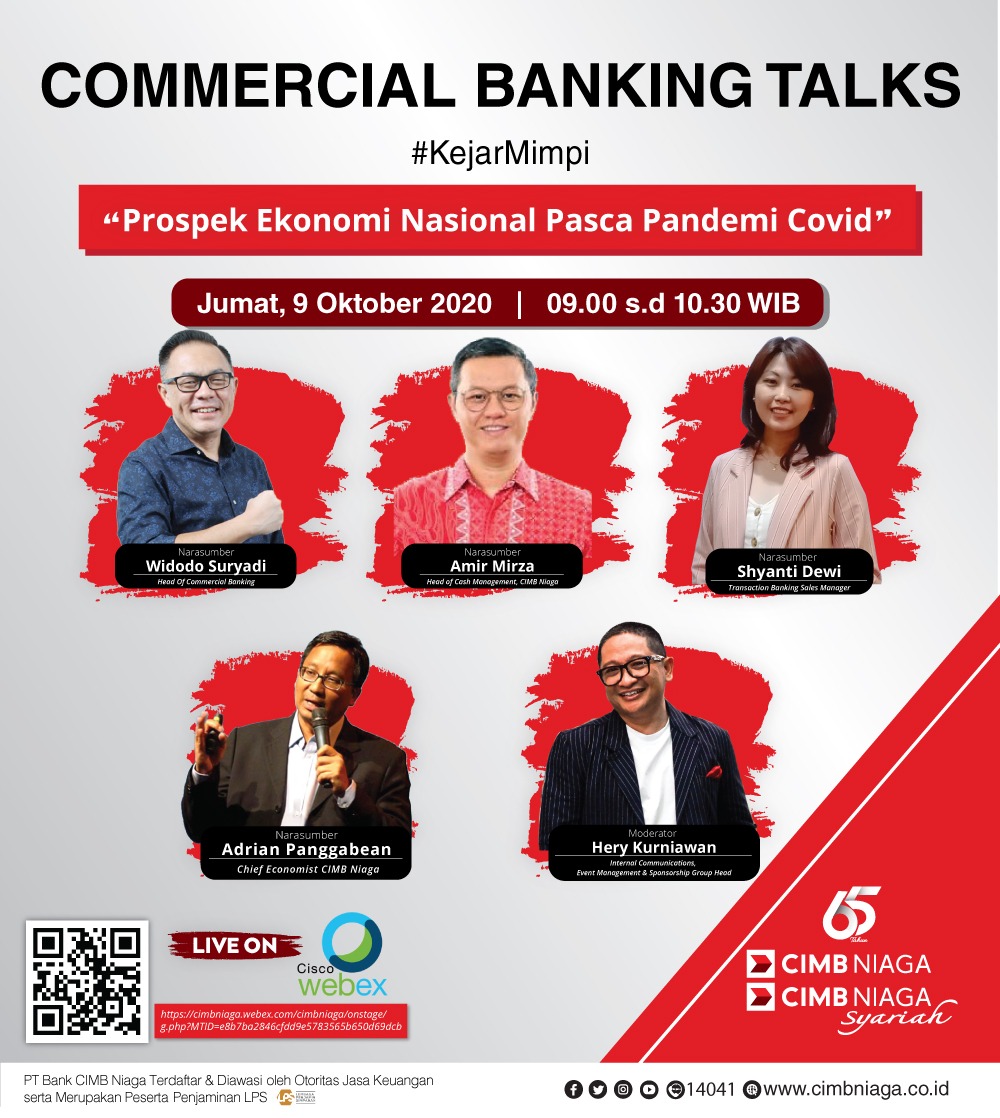 COMMERCIAL BANKING TALKS
#KejarMimpi
“Prospek Ekonomi Nasional Pasca Pandemi Covid”
Jumat, 9 Oktober 2020 | 09.00 s.d 10.30 WIB
Narasumber
Widodo Suryadi
Head Of Commercial Banking
Narasumber
Amir Mirza
Head of Cash Management, CIMB Niaga
Narasumber
Shyanti Dewi
Transaction Banking Sales Manager
Narasumber
Adrian Panggabean
Chief Economist CIMB Niaga
Moderator
Hery Kurniawan
Internal Communications,
Event Management & Sponsorship Group Head
LIVE ON
Cisco
webex
https://cimbniaga.webex.com/cimbniaga/onstage/
g.php?MTID=e8b7ba2846cfdd9e5783565b650d69dcb
65
Tahun
CIMB NIAGA
CIMB NIAGA
Syariah
PT Bank CIMB Niaga Terdaftar & Diawasi oleh Otoritas Jasa Keuangan
serta Merupakan Peserta Penjaminan LPS
LPS
14041 www.cimbniaga.co.id